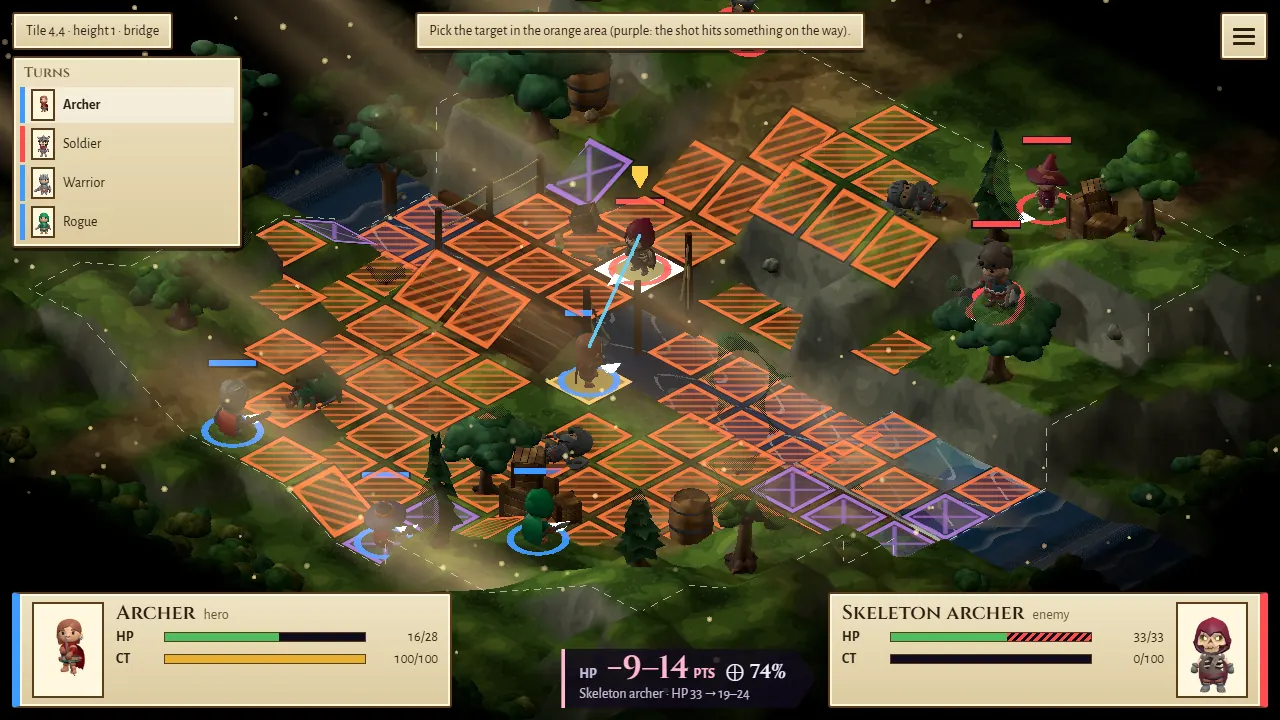 Tile 4,4 · height 1 · bridge
Pick the target in the orange area (purple: the shot hits something on the way).
Turns
Archer
Soldier
Warrior
Rogue
Archer hero
HP 16/28
CT 100/100
HP −9–14 PTS 74%
Skeleton archer · HP 33 → 19–24
Skeleton Archer enemy
HP 33/33
CT 0/100